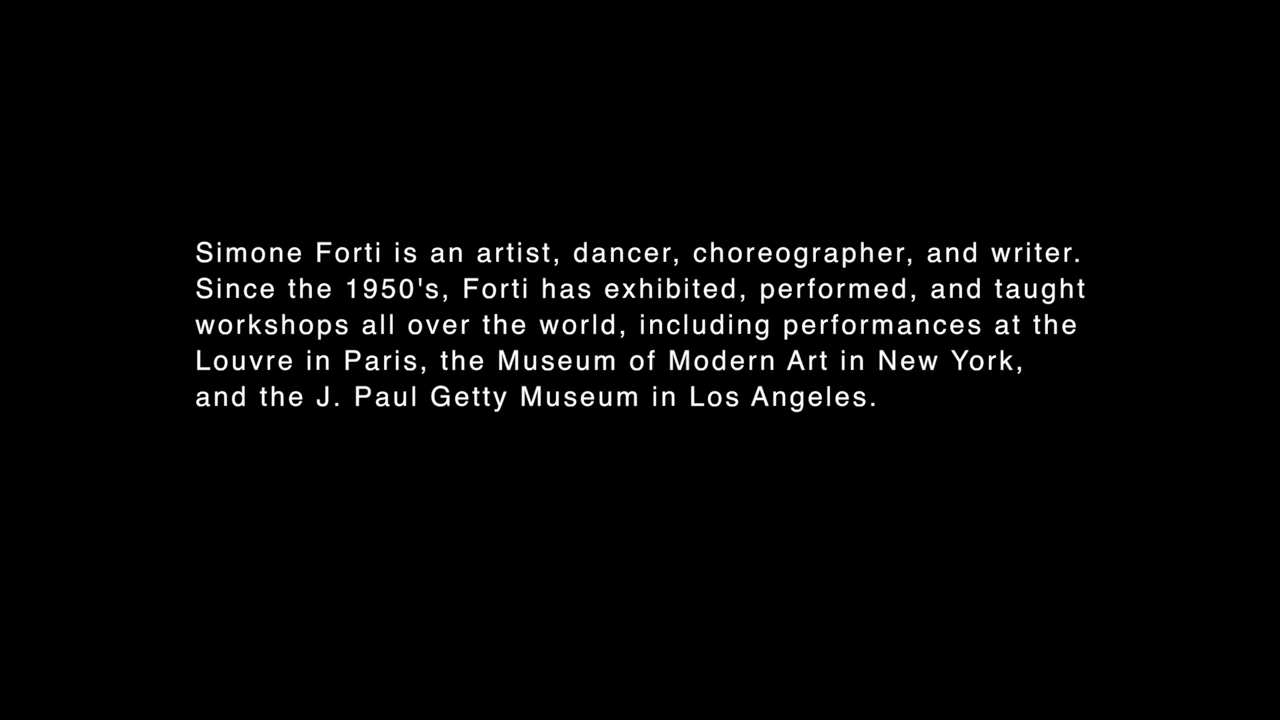 Simone Forti is an artist, dancer, choreographer, and writer.
Since the 1950's, Forti has exhibited, performed, and taught
workshops all over the world, including performances at the
Louvre in Paris, the Museum of Modern Art in New York,
and the J. Paul Getty Museum in Los Angeles.